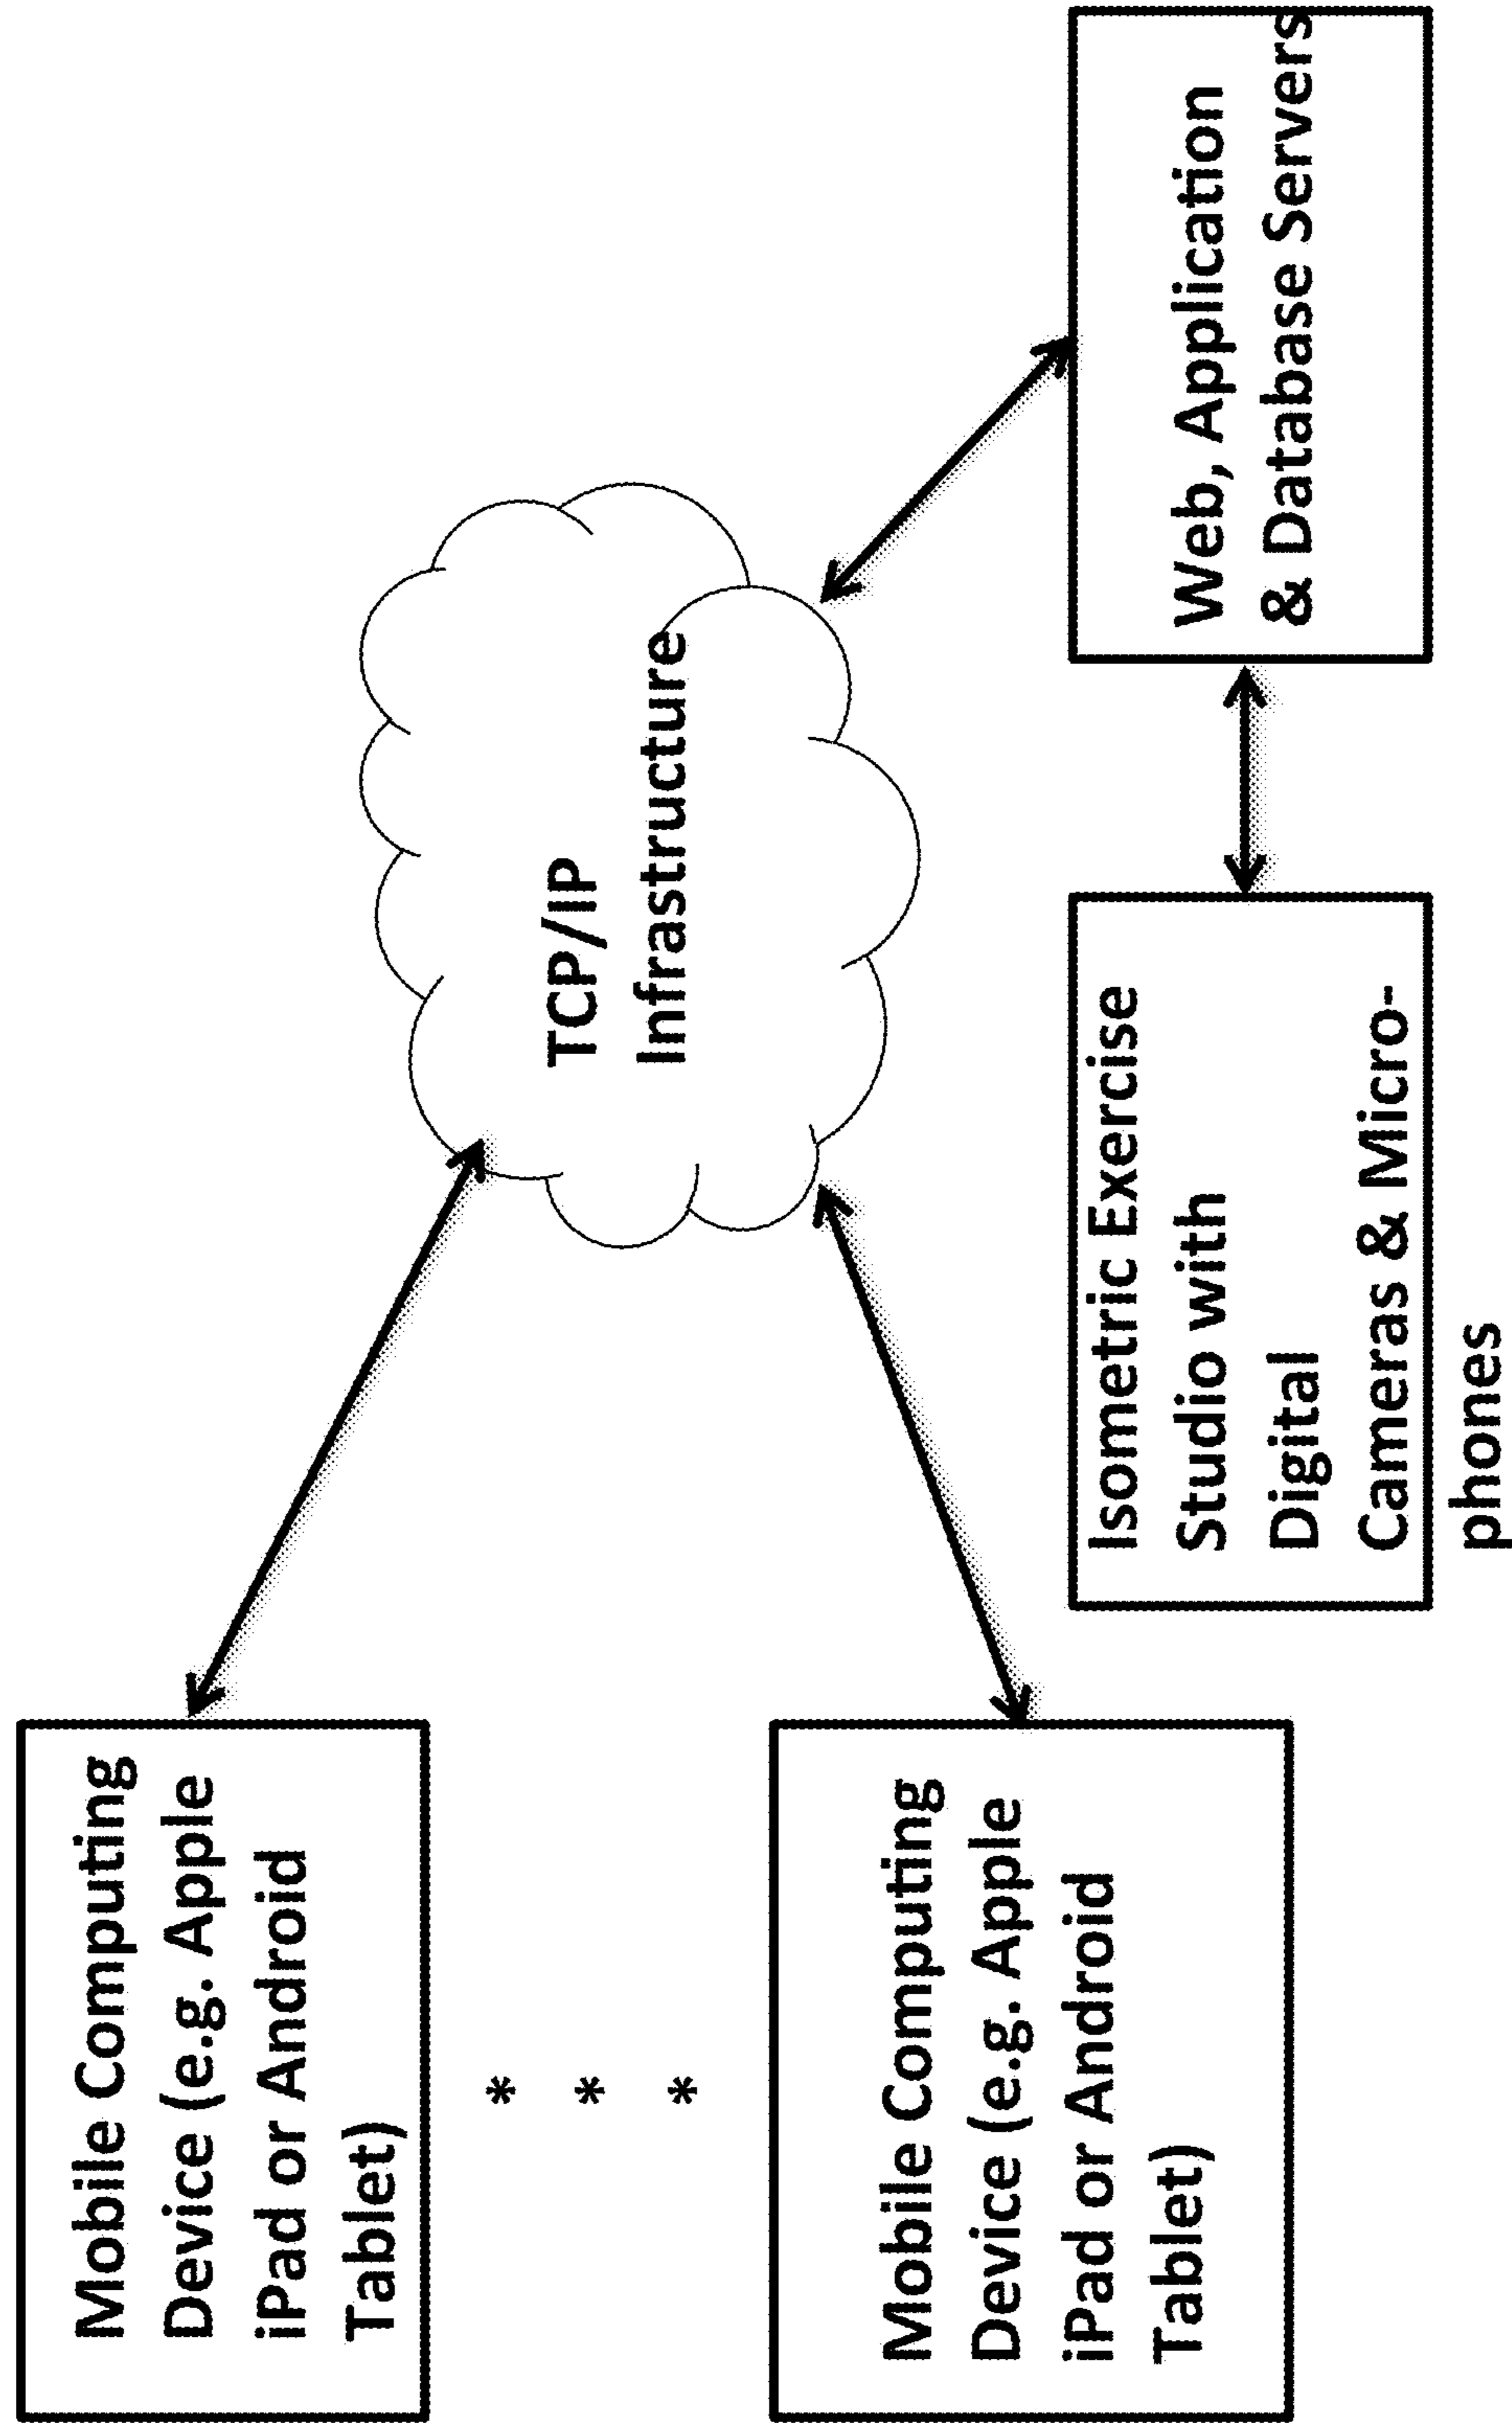 Mobile Computing
Device (e.g. Apple
iPad or Android
Tablet)
*
*
*
Mobile Computing
Device (e.g. Apple
iPad or Android
Tablet)
TCP/IP
Infrastructure
Isometric Exercise
Studio with
Digital
Cameras & Micro-
phones
Web, Application
& Database Servers